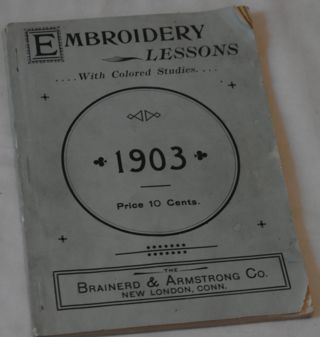 EMBROIDERY
LESSONS
....With Colored Studies....
1903
Price 10 Cents.
THE
BRAINERD & ARMSTRONG CO.
NEW LONDON, CONN.